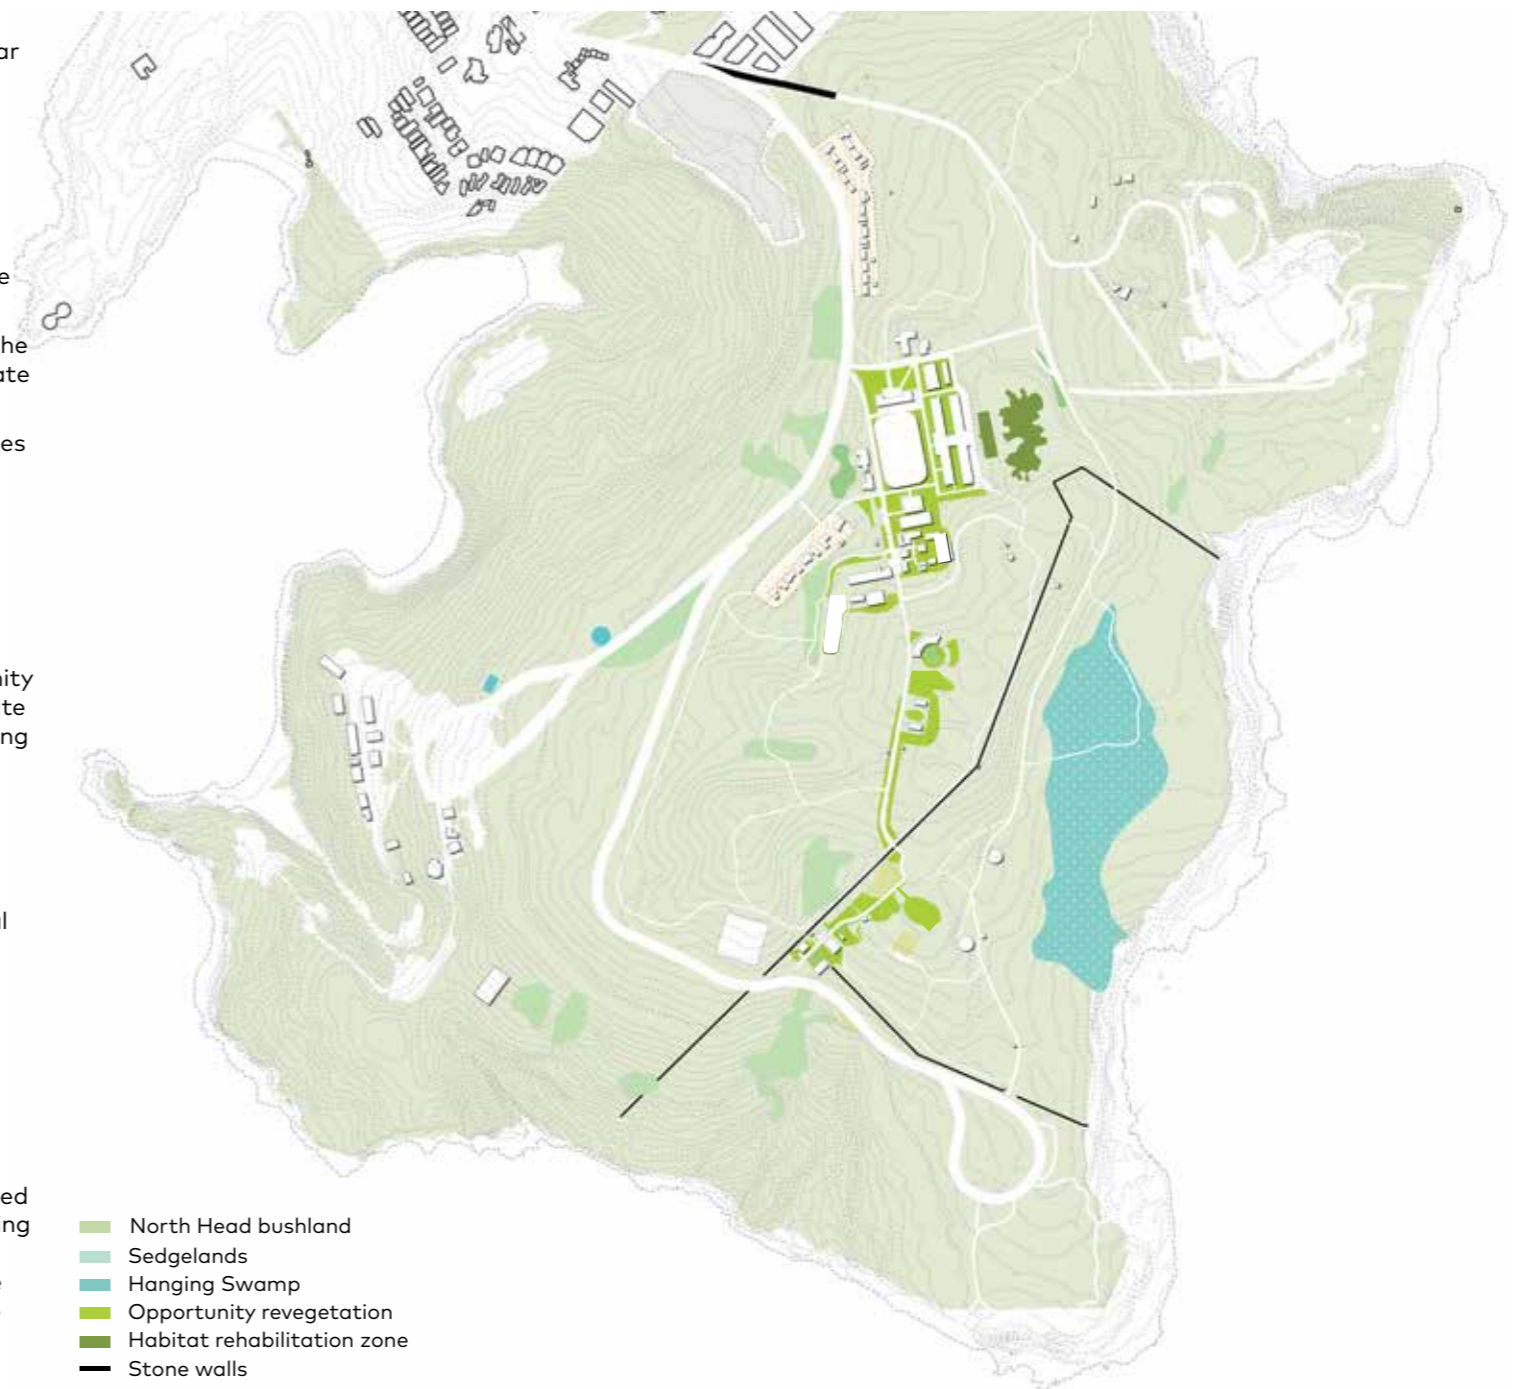 ar
e
he
ate
es
nity
te
ng
l
ed
ing
e
North Head bushland
Sedgelands
Hanging Swamp
Opportunity revegetation
Habitat rehabilitation zone
Stone walls